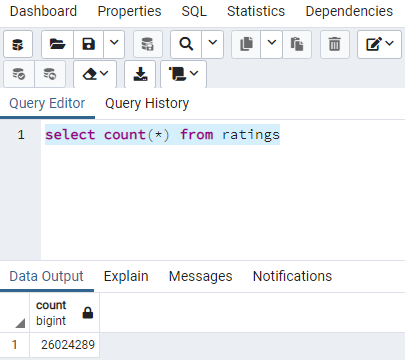 Dashboard Properties SQL Statistics Dependencies
Query Editor Query History
1 select count(*) from ratings
Data Output Explain Messages Notifications
count
bigint
1 26024289